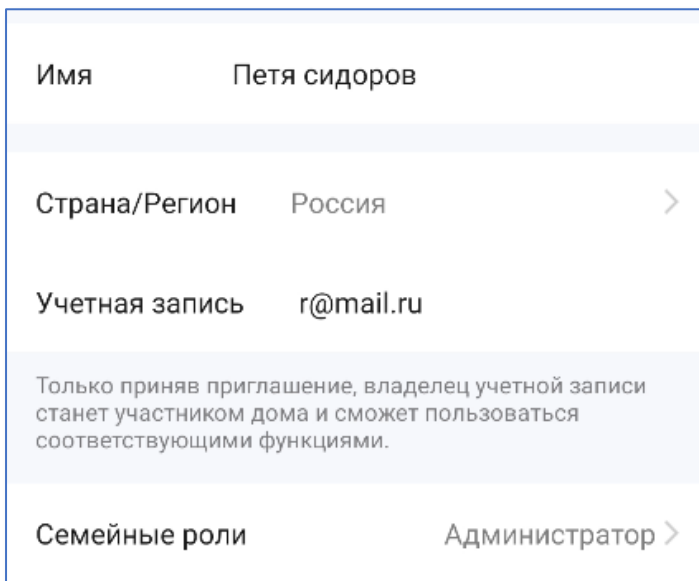 Имя Петя сидоров
Страна/Регион Россия
Учетная запись r@mail.ru
Только приняв приглашение, владелец учетной записи
станет участником дома и сможет пользоваться
соответствующими функциями.
Семейные роли Администратор